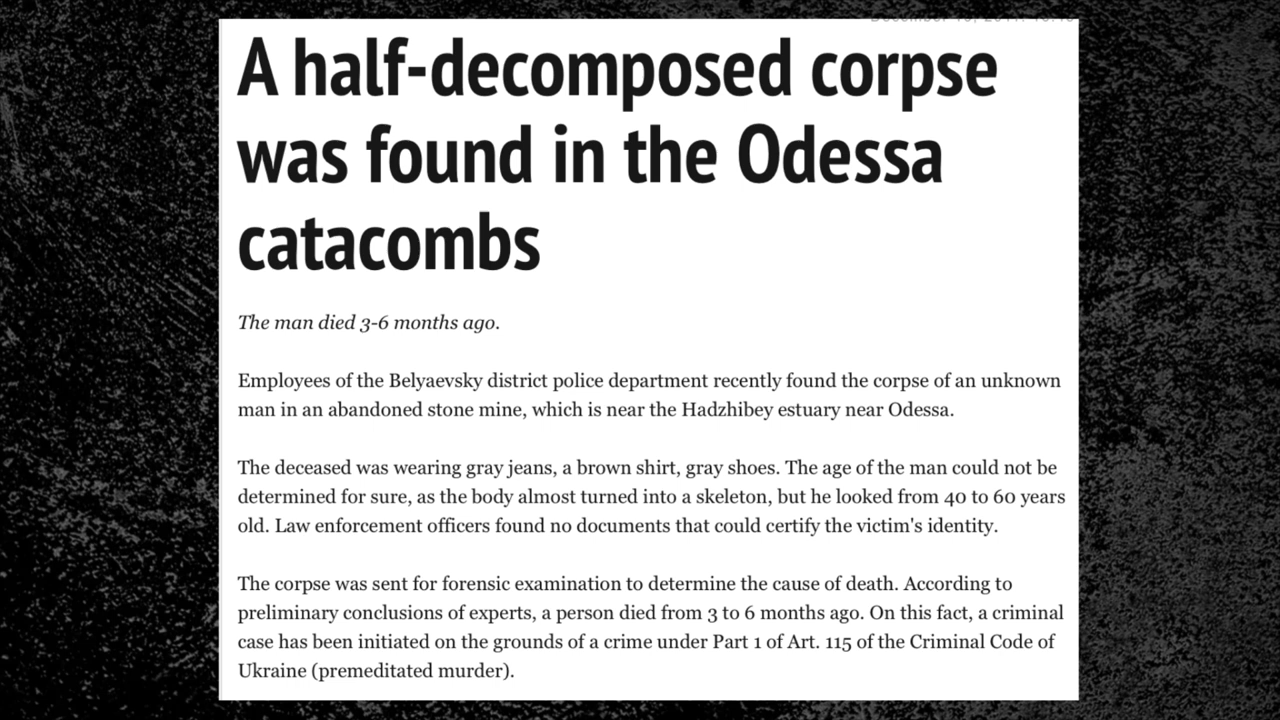 A half-decomposed corpse
was found in the Odessa
catacombs
The man died 3-6 months ago.
Employees of the Belyaevsky district police department recently found the corpse of an unknown
man in an abandoned stone mine, which is near the Hadzhibey estuary near Odessa.
The deceased was wearing gray jeans, a brown shirt, gray shoes. The age of the man could not be
determined for sure, as the body almost turned into a skeleton, but he looked from 40 to 60 years
old. Law enforcement officers found no documents that could certify the victim's identity.
The corpse was sent for forensic examination to determine the cause of death. According to
preliminary conclusions of experts, a person died from 3 to 6 months ago. On this fact, a criminal
case has been initiated on the grounds of a crime under Part 1 of Art. 115 of the Criminal Code of
Ukraine (premeditated murder).